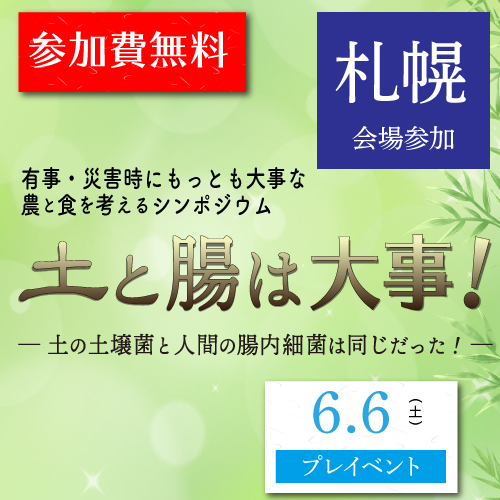 参加費無料
札幌
会場参加
有事・災害時にもっとも大事な
農と食を考えるシンポジウム
土と腸は大事！
― 土の土壌菌と人間の腸内細菌は同じだった！ ―
6.6（土）
プレイベント